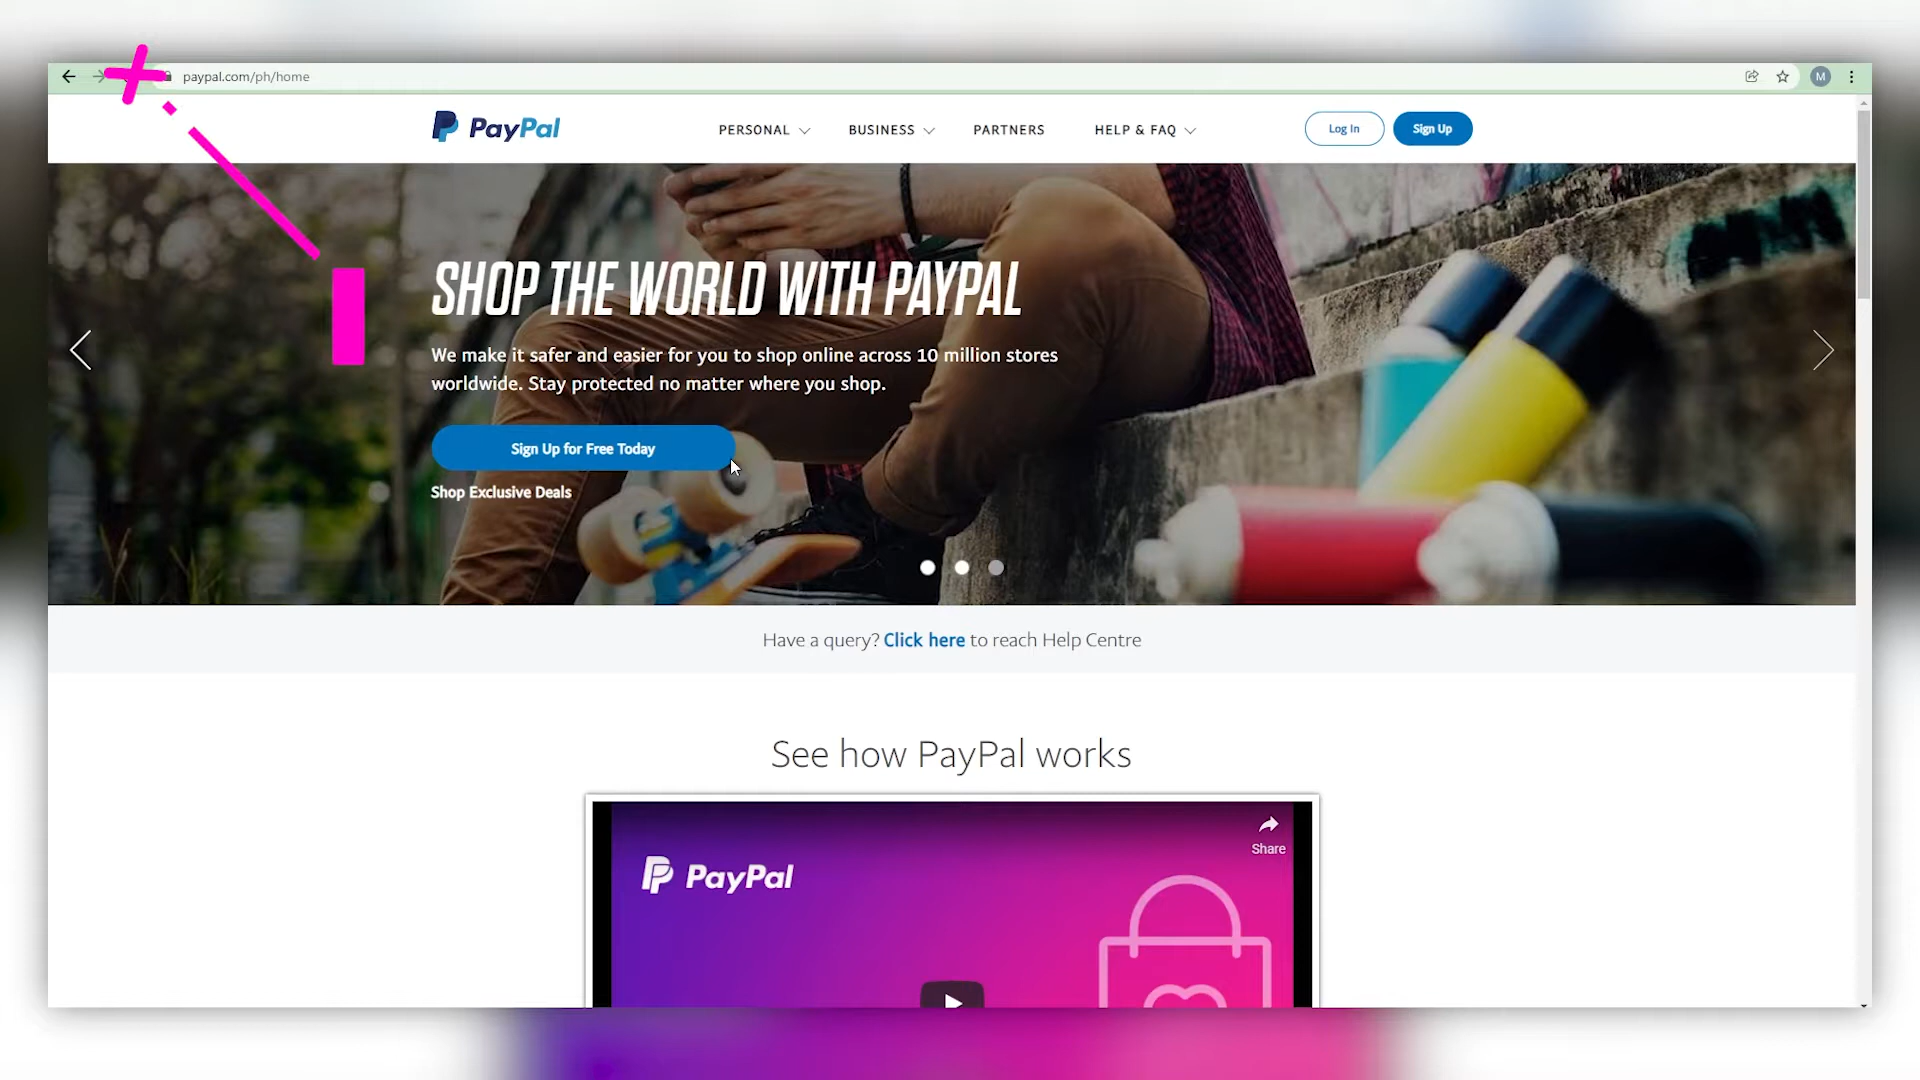 paypal.com/ph/home
M
PayPal
PERSONAL
BUSINESS
PARTNERS
HELP & FAQ
Log In
Sign Up
SHOP THE WORLD WITH PAYPAL
We make it safer and easier for you to shop online across 10 million stores
worldwide. Stay protected no matter where you shop.
Sign Up for Free Today
Shop Exclusive Deals
Have a query? Click here to reach Help Centre
See how PayPal works
PayPal
Share